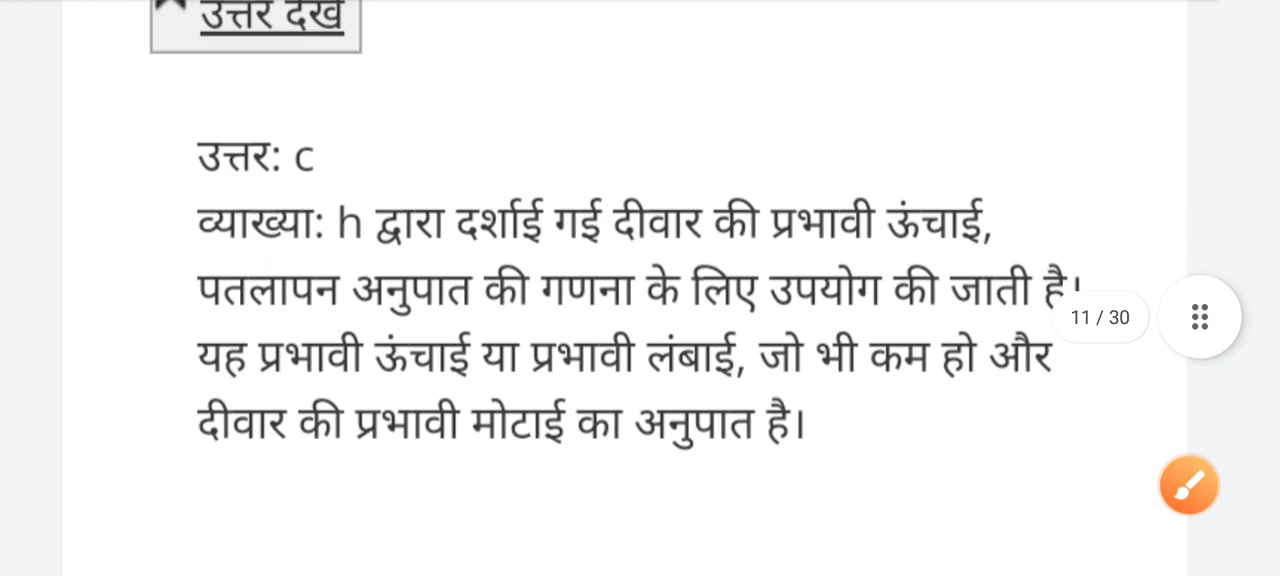 उत्तर देखें
उत्तर: c
व्याख्या: h द्वारा दर्शाई गई दीवार की प्रभावी ऊंचाई,
पतलापन अनुपात की गणना के लिए उपयोग की जाती है।
11 / 30
यह प्रभावी ऊंचाई या प्रभावी लंबाई, जो भी कम हो और
दीवार की प्रभावी मोटाई का अनुपात है।